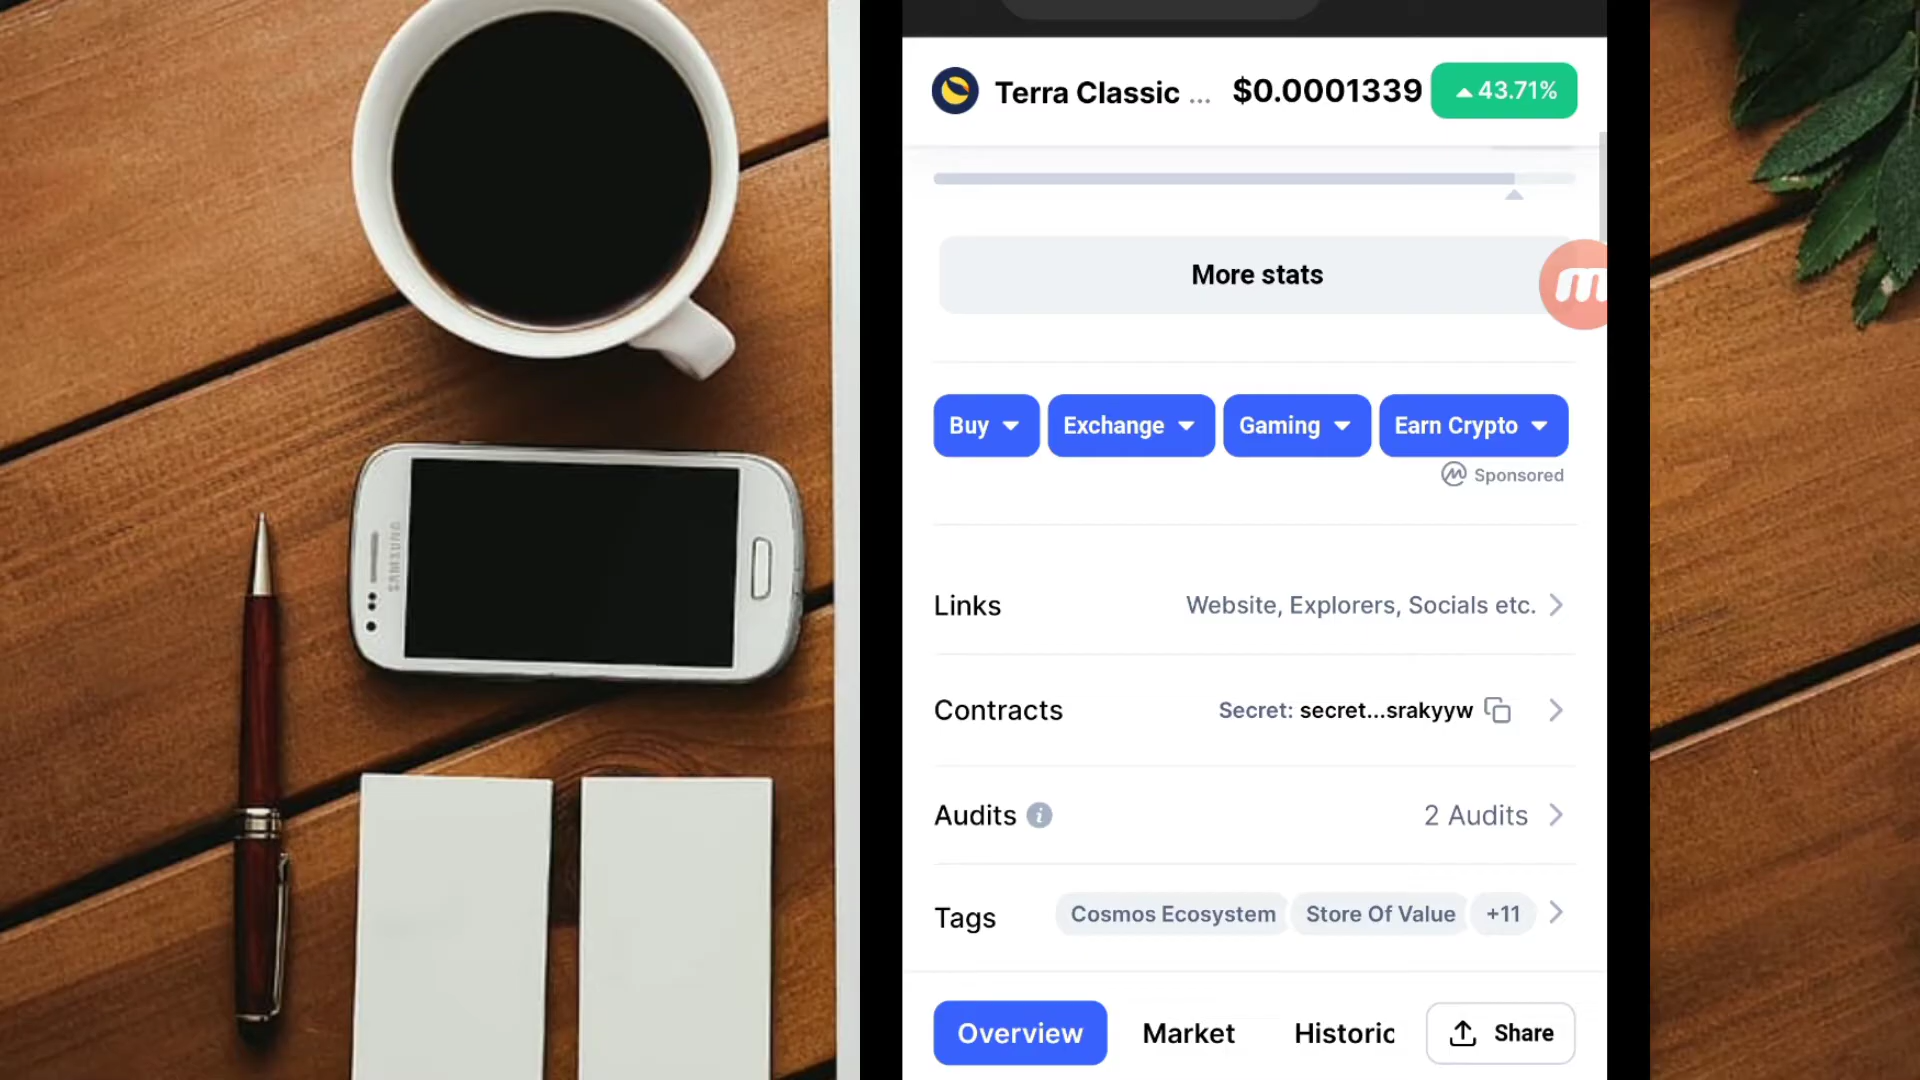 SAMSUNG
Terra Classic ... $0.0001339 43.71%
More stats
Buy Exchange Gaming Earn Crypto
Sponsored
Links Website, Explorers, Socials etc.
Contracts Secret: secret...srakyyw
Audits 2 Audits
Tags Cosmos Ecosystem Store Of Value +11
Overview Market Historic Share